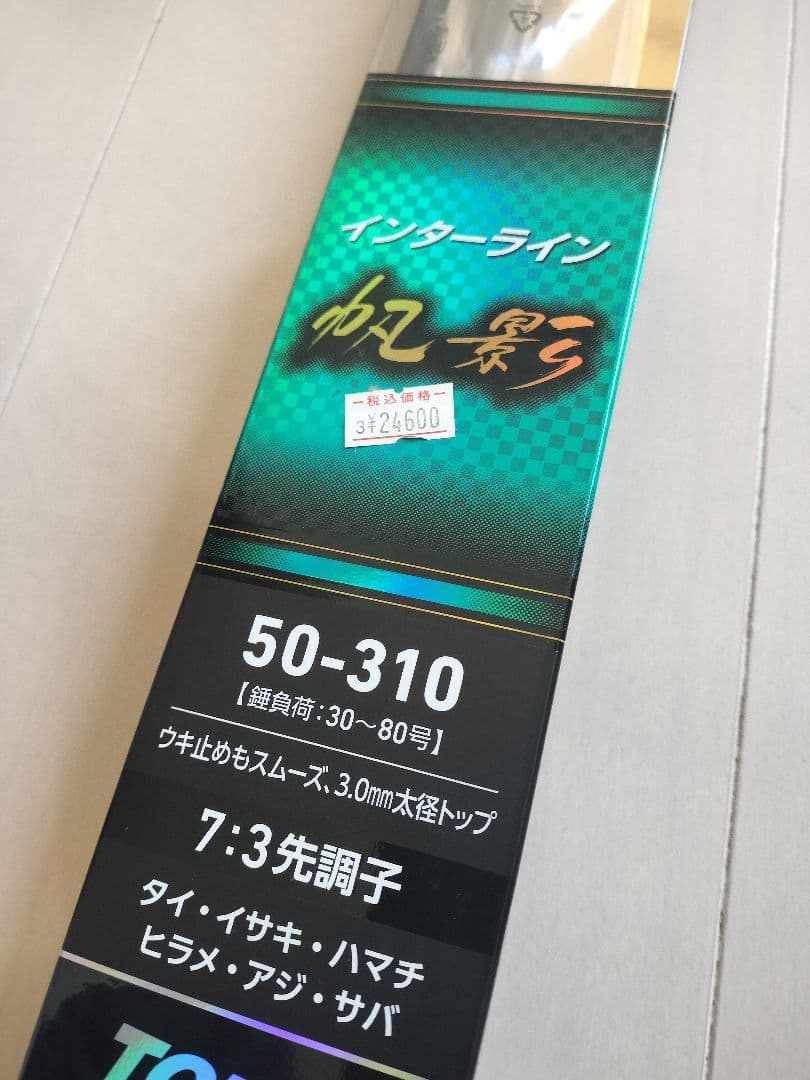 インターライン
帆影
税込価格
3¥24600
50-310
【錘負荷:30～80号】
ウキ止めもスムーズ、3.0mm太径トップ
7:3先調子
タイ・イサキ・ハマチ
ヒラメ・アジ・サバ